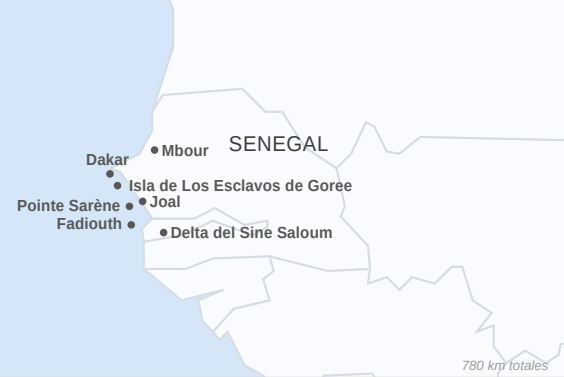 SENEGAL
Mbour
Dakar
Isla de Los Esclavos de Goree
Joal
Pointe Sarène
Fadiouth
Delta del Sine Saloum
780 km totales